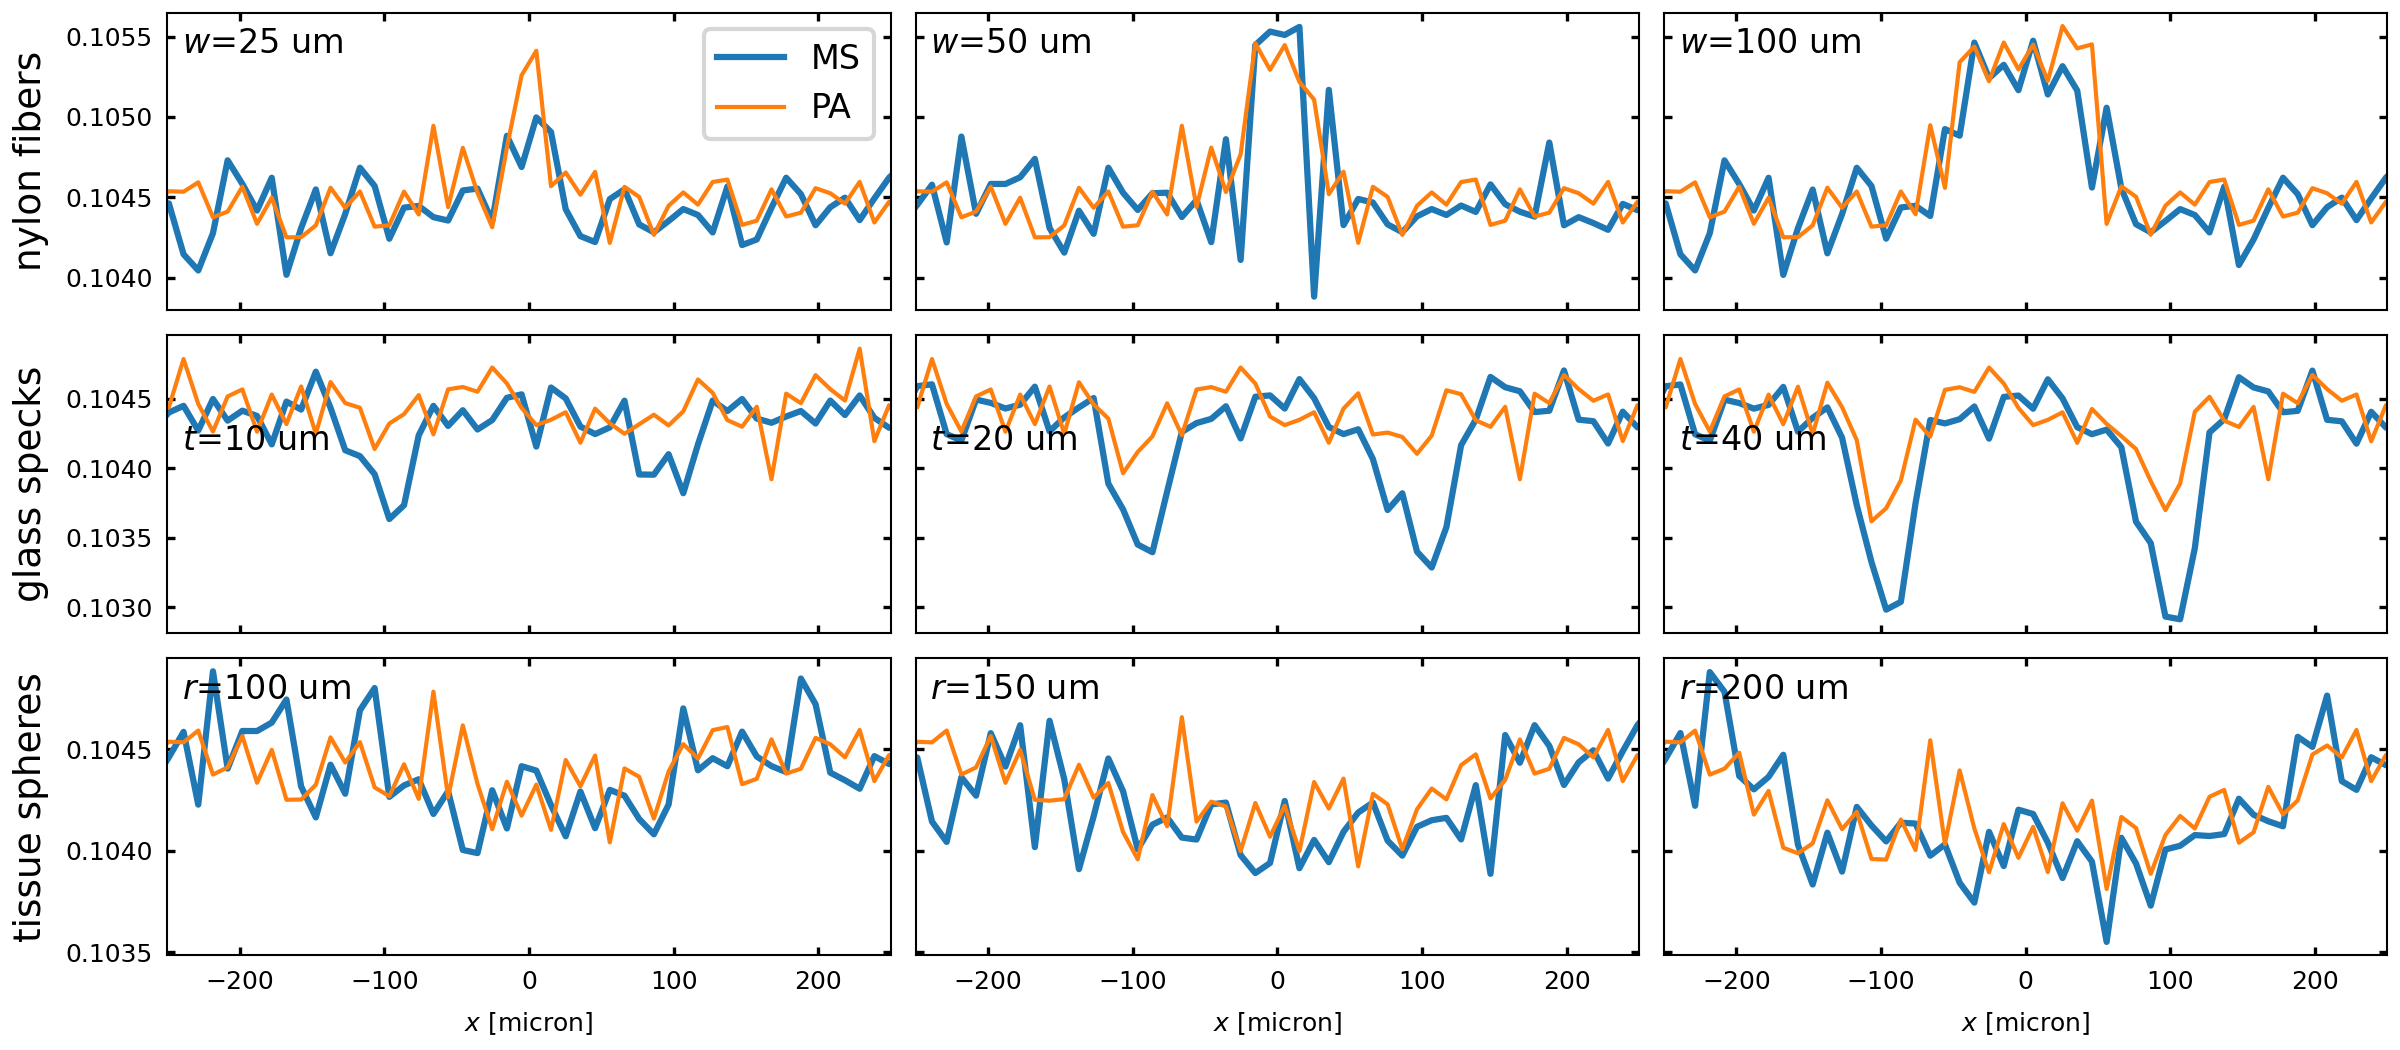 nylon fibers
0.1055
0.1050
0.1045
0.1040
w=25 um
MS
PA
w=50 um
w=100 um
glass specks
0.1045
0.1040
0.1035
0.1030
t=10 um
t=20 um
t=40 um
tissue spheres
0.1045
0.1040
0.1035
r=100 um
r=150 um
r=200 um
−200 −100 0 100 200
−200 −100 0 100 200
−200 −100 0 100 200
x [micron]
x [micron]
x [micron]